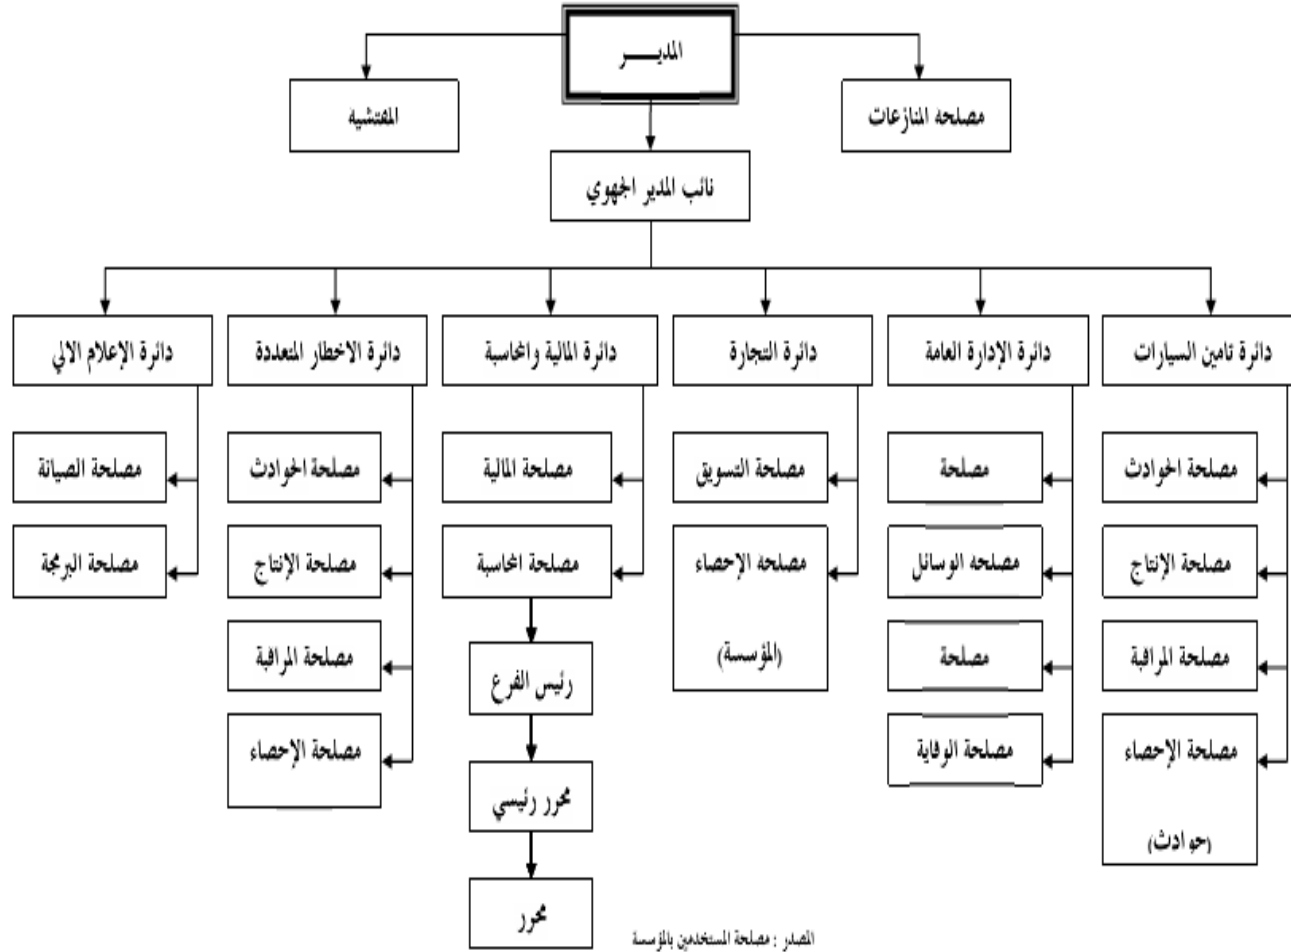 المديـــــر
مصلحه المنازعات
المفتشيه
نائب المدير الجهوي
دائرة تامين السيارات
دائرة الإدارة العامة
دائرة التجارة
دائرة المالية والمحاسبة
دائرة الاخطار المتعددة
دائرة الإعلام الالي
مصلحة الحوادث
مصلحة
مصلحة التسويق
مصلحة المالية
مصلحة الحوادث
مصلحة الصيانة
مصلحة الإنتاج
مصلحه الوسائل
مصلحه الإحصاء
(المؤسسة)
مصلحة المحاسبة
مصلحة الإنتاج
مصلحة البرمجة
مصلحة المراقبة
مصلحة
رئيس الفرع
مصلحة المراقبة
مصلحة الإحصاء
(حوادث)
مصلحة الوقاية
محرر رئيسي
مصلحة الإحصاء
محرر
المصدر : مصلحة المستخدمين بالمؤسسة